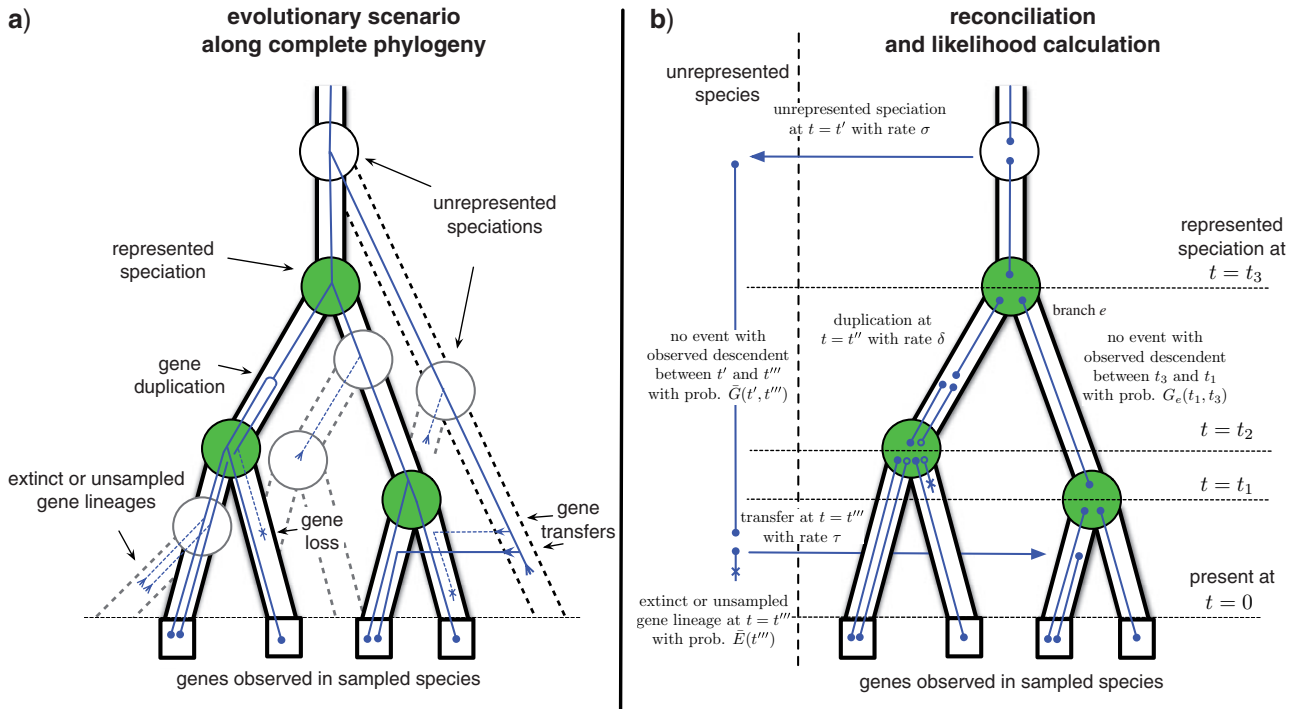 a)
evolutionary scenario
along complete phylogeny
unrepresented
speciations
represented
speciation
gene
duplication
extinct or unsampled
gene lineages
gene
loss
gene
transfers
genes observed in sampled species
b)
reconciliation
and likelihood calculation
unrepresented
species
unrepresented speciation
at t = t′ with rate σ
represented
speciation at
t = t₃
branch e
duplication at
t = t″ with rate δ
no event with
observed descendent
between t′ and t‴
with prob. Ḡ(t′, t‴)
no event with
observed descendent
between t₃ and t₁
with prob. Gₑ(t₁, t₃)
t = t₂
t = t₁
transfer at t = t‴
with rate τ
present at
t = 0
extinct or unsampled
gene lineage at t = t‴
with prob. Ē(t‴)
genes observed in sampled species